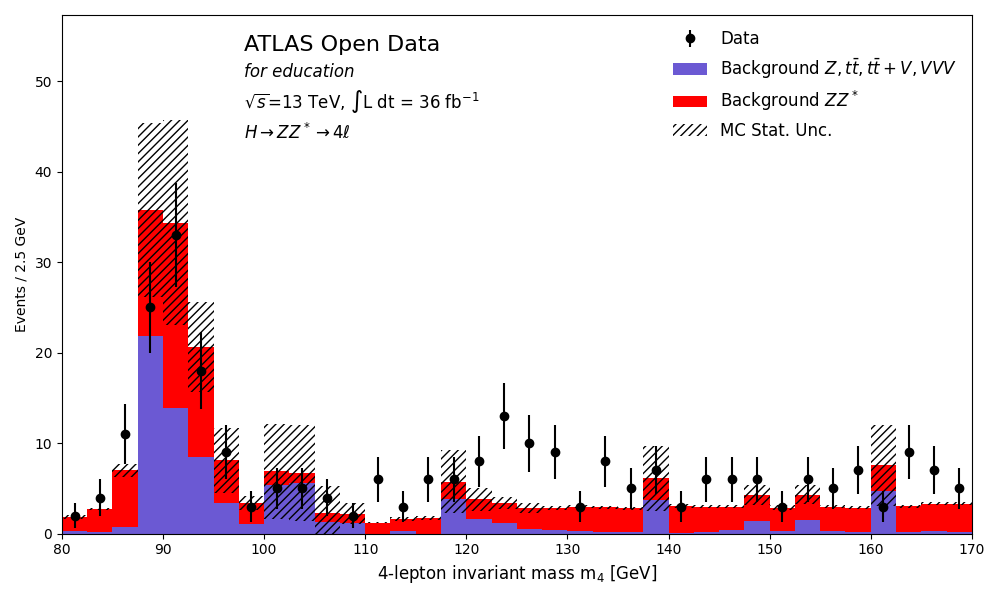 ATLAS Open Data
for education
√s=13 TeV, ∫L dt = 36 fb⁻¹
H → ZZ* → 4ℓ
Data
Background Z, tt̄, tt̄ + V, VVV
Background ZZ*
MC Stat. Unc.
Events / 2.5 GeV
50
40
30
20
10
0
80 90 100 110 120 130 140 150 160 170
4-lepton invariant mass m₄ [GeV]